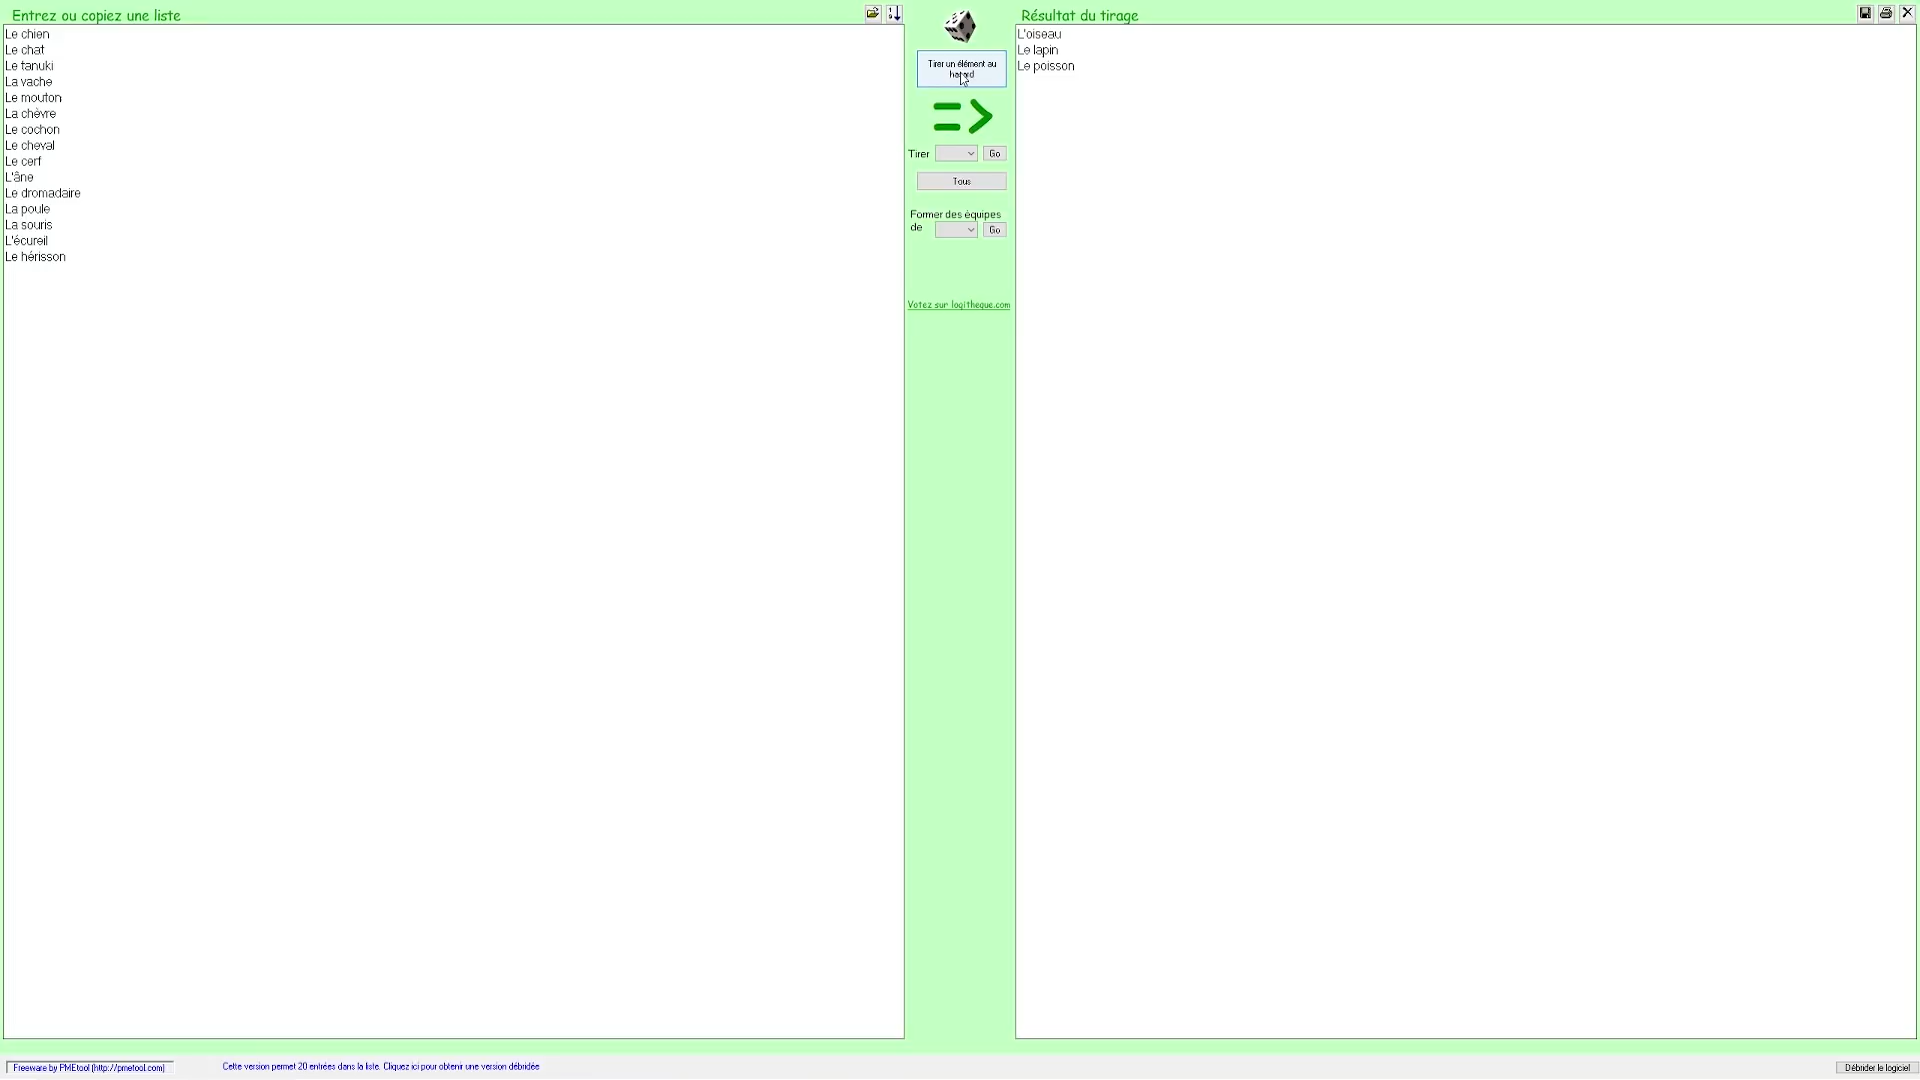 Entrez ou copiez une liste
Le chien
Le chat
Le tanuki
La vache
Le mouton
La chèvre
Le cochon
Le cheval
Le cerf
L'âne
Le dromadaire
La poule
La souris
L'écureil
Le hérisson
Tirer un élément au
hasard
=>
Tirer
Go
Tous
Former des équipes
de
Go
Votez sur logitheque.com
Résultat du tirage
L'oiseau
Le lapin
Le poisson
Freeware by PMEtool (http://pmetool.com)
Cette version permet 20 entrées dans la liste. Cliquez ici pour obtenir une version débridée
Débrider le logiciel